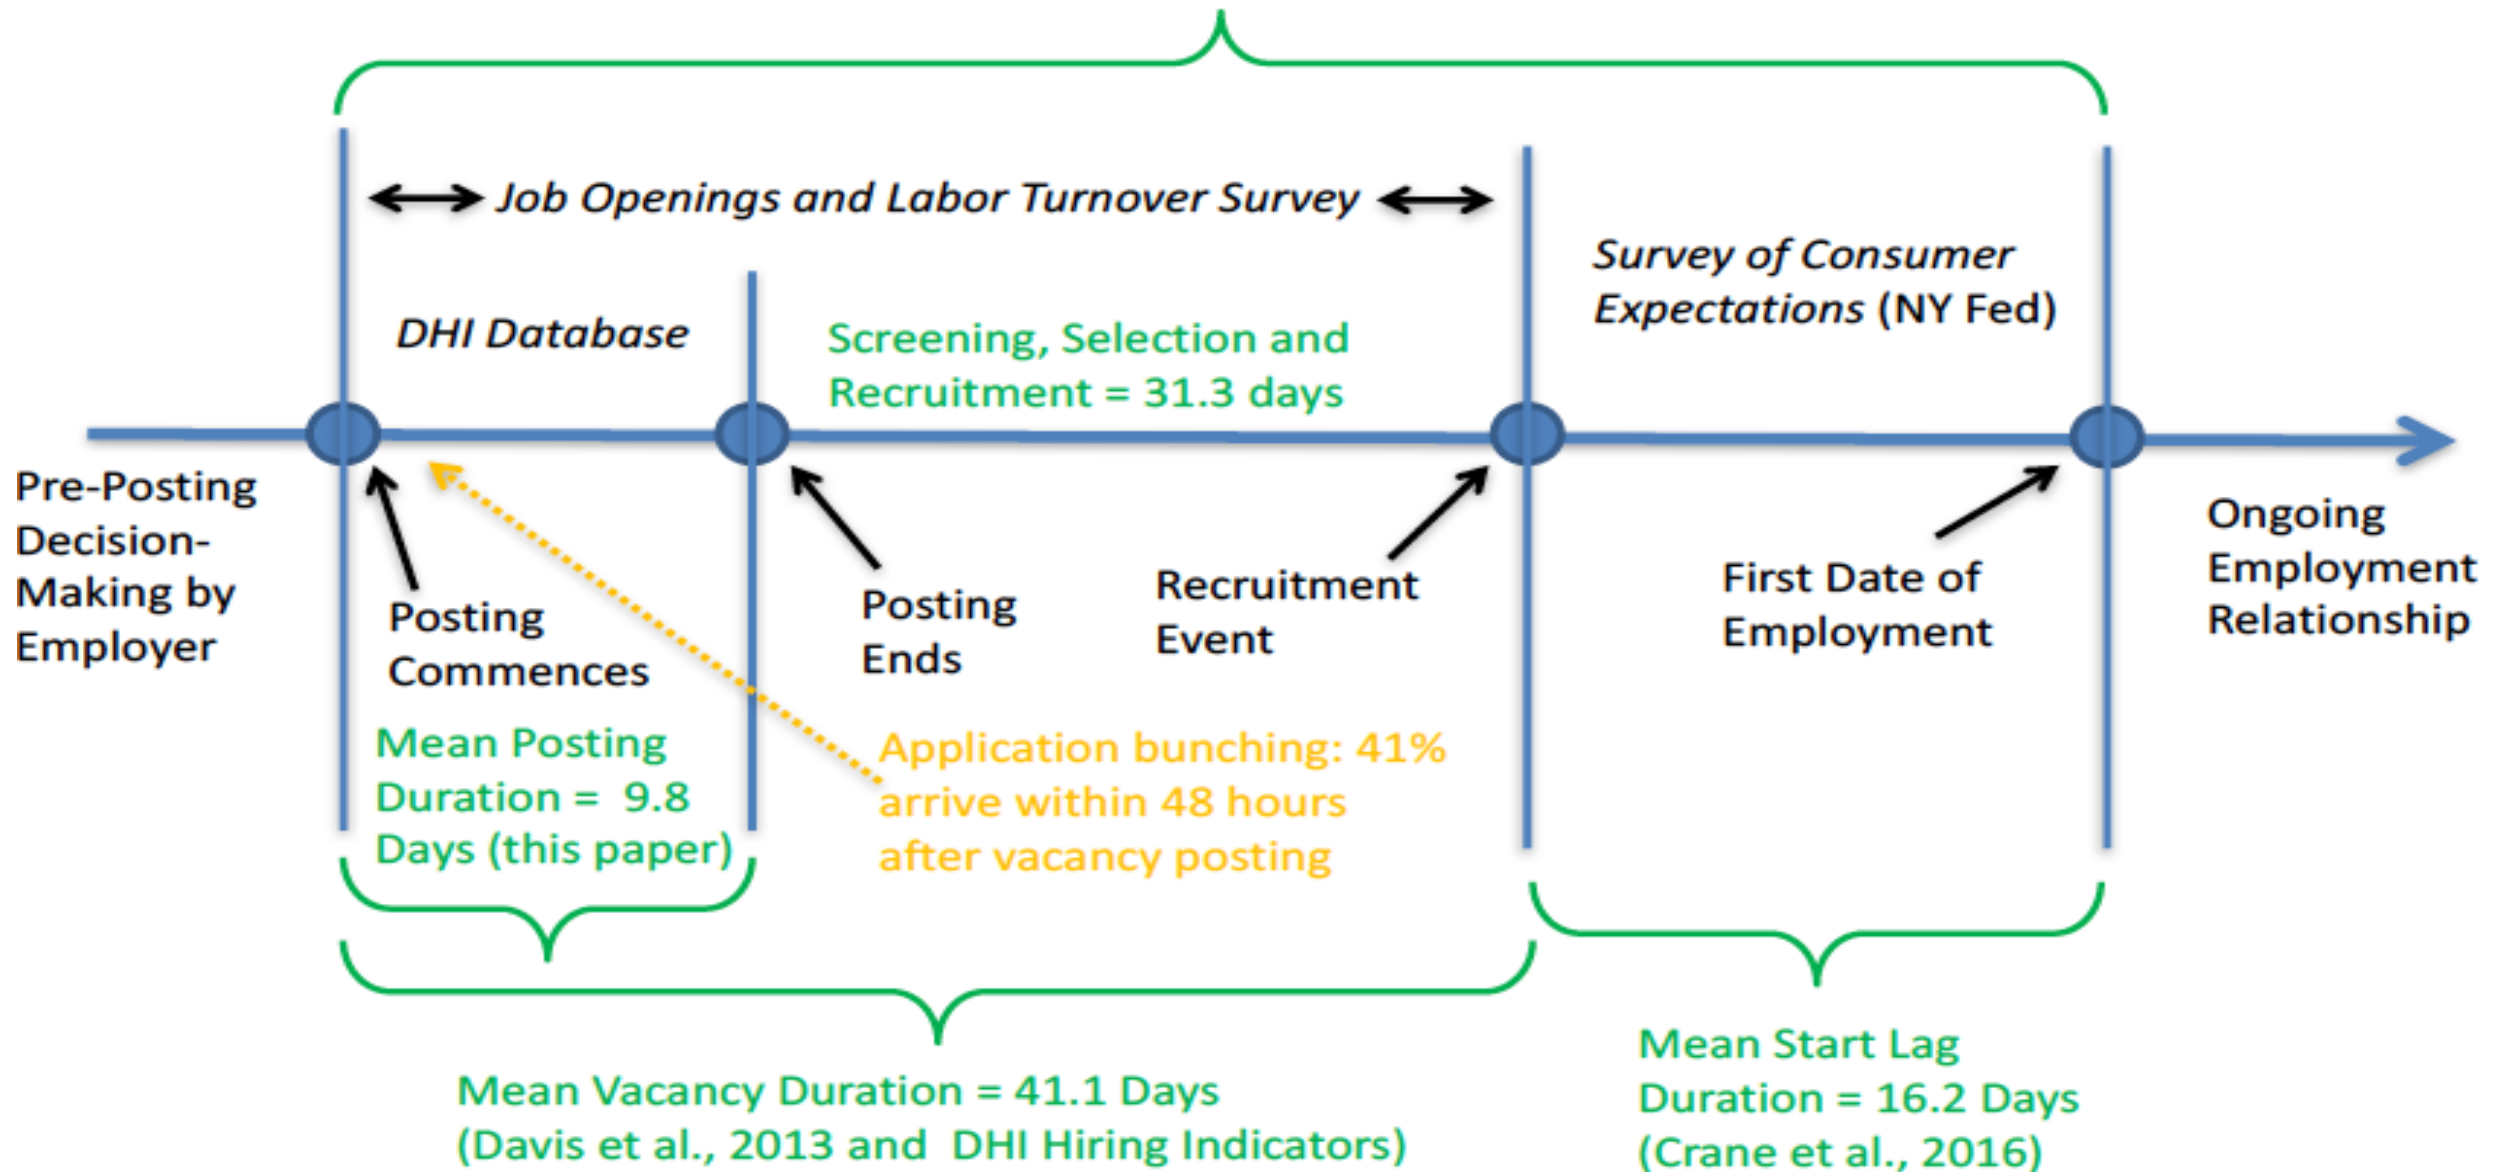 Job Openings and Labor Turnover Survey
Survey of Consumer
Expectations (NY Fed)
DHI Database
Screening, Selection and
Recruitment = 31.3 days
Pre-Posting
Decision-
Making by
Employer
Posting
Commences
Posting
Ends
Recruitment
Event
First Date of
Employment
Ongoing
Employment
Relationship
Mean Posting
Duration = 9.8
Days (this paper)
Application bunching: 41%
arrive within 48 hours
after vacancy posting
Mean Vacancy Duration = 41.1 Days
(Davis et al., 2013 and DHI Hiring Indicators)
Mean Start Lag
Duration = 16.2 Days
(Crane et al., 2016)